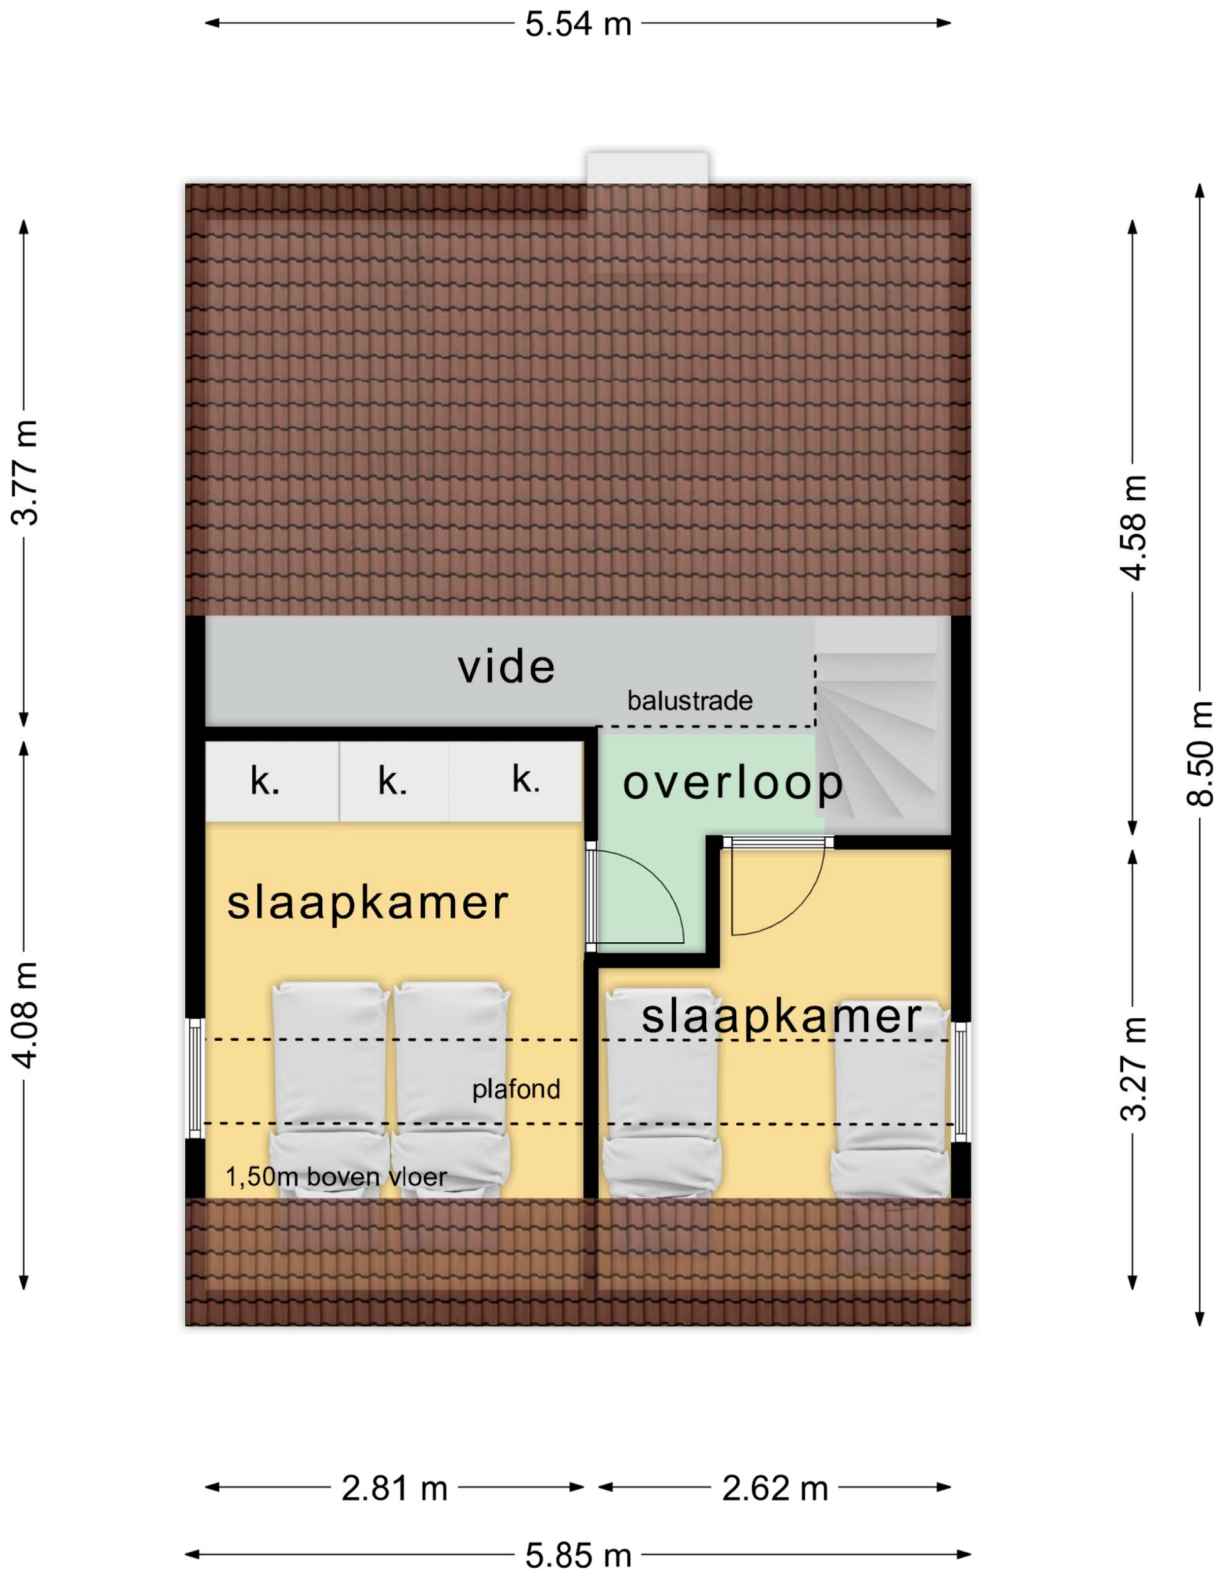 5.54 m
3.77 m
4.58 m
8.50 m
vide
balustrade
k.
k.
k.
overloop
slaapkamer
slaapkamer
4.08 m
3.27 m
plafond
1,50m boven vloer
2.81 m
2.62 m
5.85 m